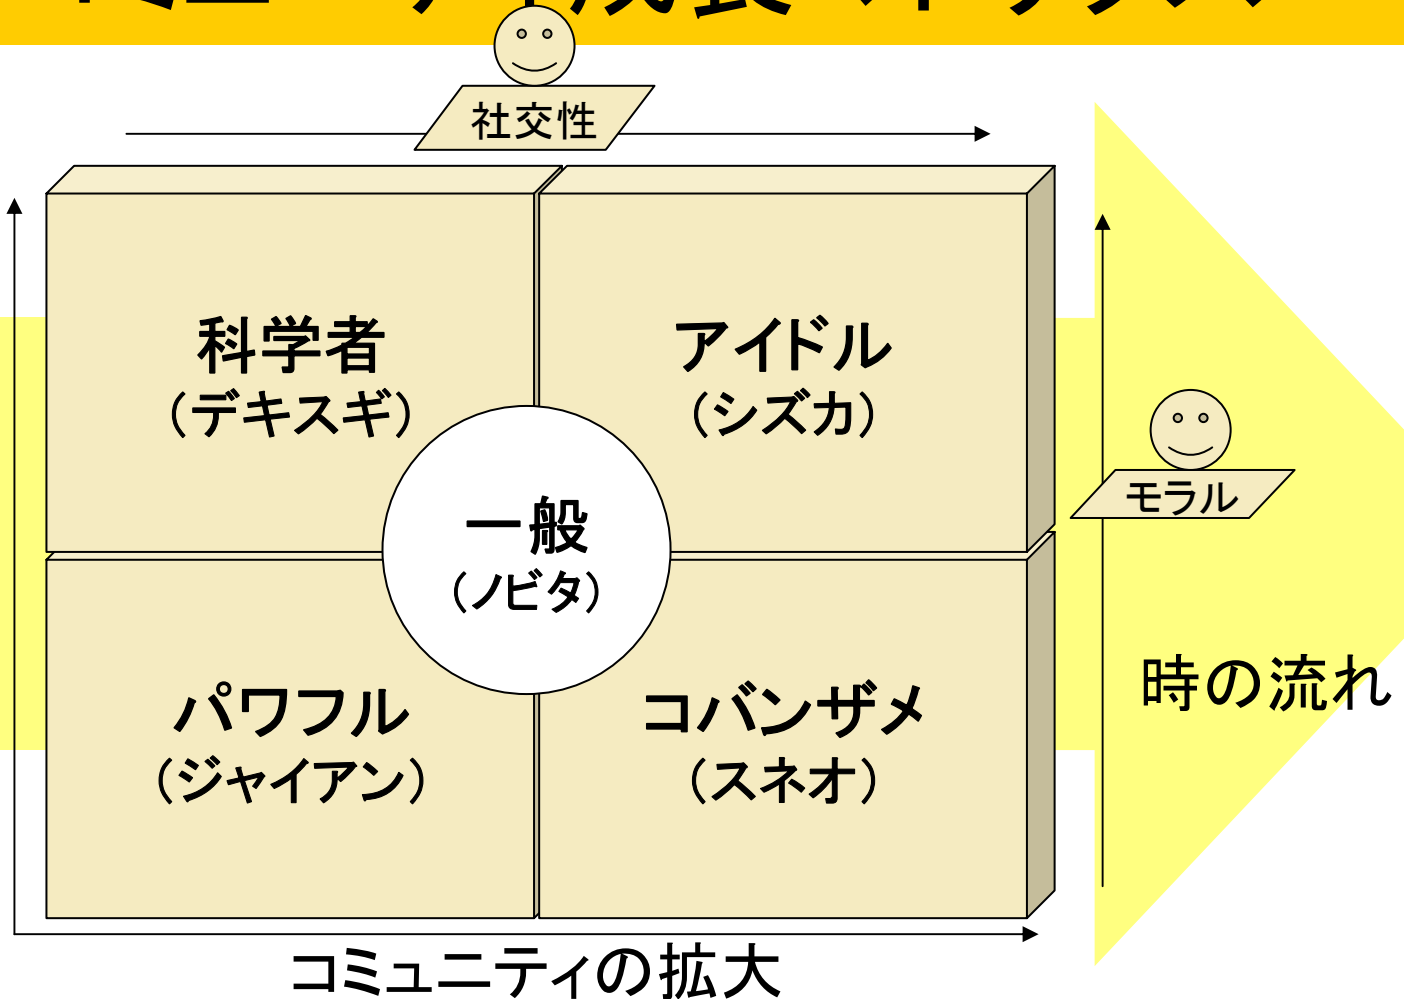 社交性
科学者
（デキスギ）
アイドル
（シズカ）
一般
（ノビタ）
モラル
パワフル
（ジャイアン）
コバンザメ
（スネオ）
時の流れ
コミュニティの拡大